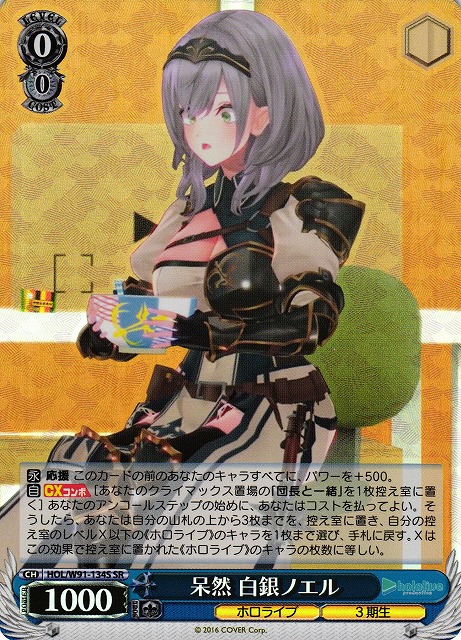 LEVEL
0
0
COST
永 応援 このカードの前のあなたのキャラすべてに、パワーを+500。
自 CXコンボ [あなたのクライマックス置場の「団長と一緒」を1枚控え室に置
く] あなたのアンコールステップの始めに、あなたはコストを払ってよい。そ
うしたら、あなたは自分の山札の上から3枚までを、控え室に置き、自分の控
え室のレベルX以下の《ホロライブ》のキャラを1枚まで選び、手札に戻す。Xは
この効果で控え室に置かれた《ホロライブ》のキャラの枚数に等しい。
CH HOL/W91-134S SR
POWER
1000
呆然 白銀ノエル
hololive
production
ホロライブ
3期生
© 2016 COVER Corp.